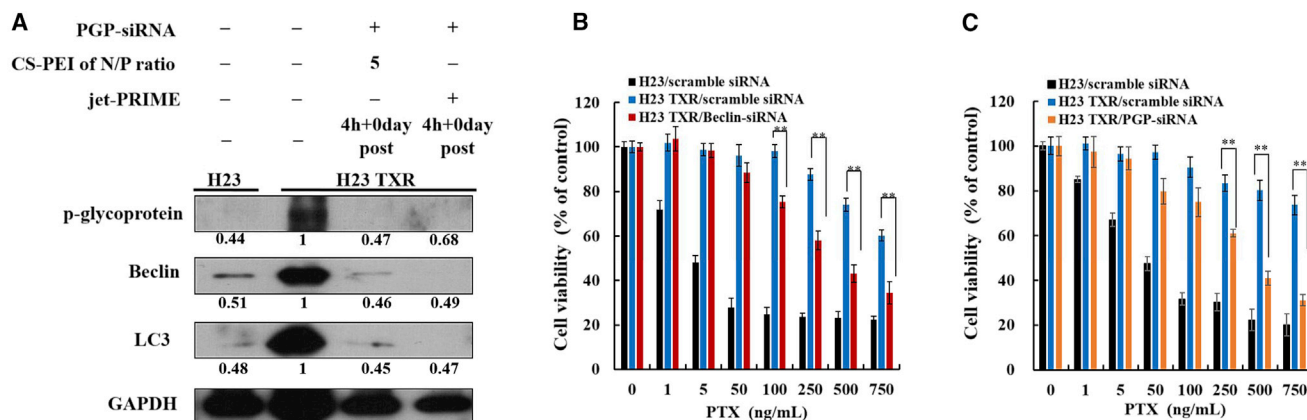 A
PGP-siRNA – – + +
CS-PEI of N/P ratio – – 5 –
jet-PRIME – – – +
– – 4h+0day post 4h+0day post
H23 H23 TXR
p-glycoprotein
0.44 1 0.47 0.68
Beclin
0.51 1 0.46 0.49
LC3
0.48 1 0.45 0.47
GAPDH
B
H23/scramble siRNA
H23 TXR/scramble siRNA
H23 TXR/Beclin-siRNA
Cell viability (% of control)
120
100
80
60
40
20
0
** ** ** **
0 1 5 50 100 250 500 750
PTX (ng/mL)
C
H23/scramble siRNA
H23 TXR/scramble siRNA
H23 TXR/PGP-siRNA
Cell viability (% of control)
120
100
80
60
40
20
0
** ** **
0 1 5 50 100 250 500 750
PTX (ng/mL)